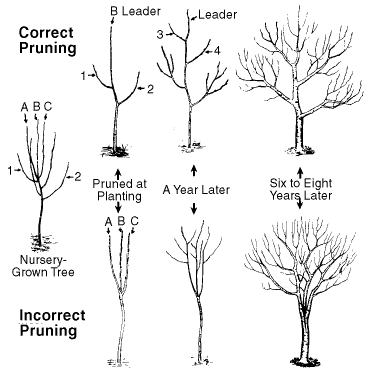 Correct
Pruning
B Leader
1
2
Leader
3
4
A B C
1
2
Nursery-
Grown Tree
Pruned at
Planting
A Year Later
Six to Eight
Years Later
A B C
Incorrect
Pruning